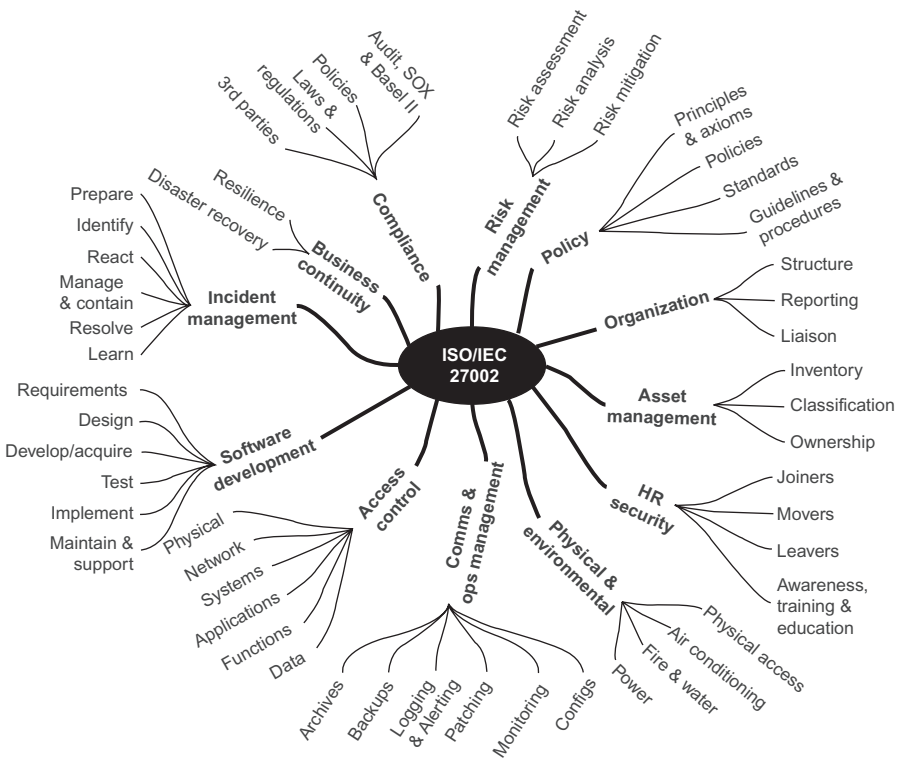 ISO/IEC
27002
Risk
management
Risk assessment
Risk analysis
Risk mitigation
Policy
Principles
& axioms
Policies
Standards
Guidelines &
procedures
Organization
Structure
Reporting
Liaison
Asset
management
Inventory
Classification
Ownership
HR
security
Joiners
Movers
Leavers
Awareness,
training &
education
Physical &
environmental
Physical access
Air conditioning
Fire & water
Power
Comms &
ops management
Configs
Monitoring
Patching
Logging
& Alerting
Backups
Archives
Access
control
Data
Functions
Applications
Systems
Network
Physical
Software
development
Requirements
Design
Develop/acquire
Test
Implement
Maintain &
support
Incident
management
Prepare
Identify
React
Manage
& contain
Resolve
Learn
Business
continuity
Disaster recovery
Resilience
Compliance
3rd parties
Laws &
regulations
Policies
Audit, SOX
& Basel II